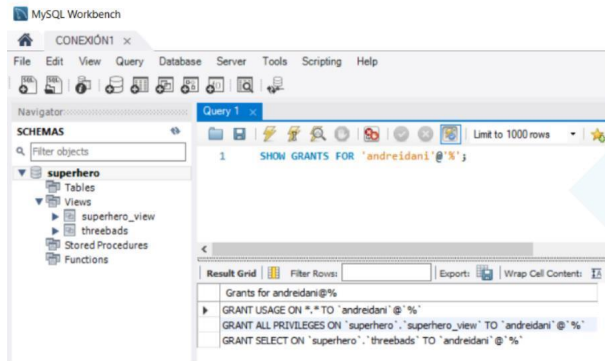 MySQL Workbench
CONEXIÓN1 ×
File Edit View Query Database Server Tools Scripting Help
Navigator
Query 1 ×
SCHEMAS
Limit to 1000 rows
Filter objects
1 SHOW GRANTS FOR 'andreidani'@'%';
superhero
Tables
Views
superhero_view
threebads
Stored Procedures
Functions
Result Grid Filter Rows: Export: Wrap Cell Content:
Grants for andreidani@%
GRANT USAGE ON *.* TO `andreidani`@`%`
GRANT ALL PRIVILEGES ON `superhero`.`superhero_view` TO `andreidani`@`%`
GRANT SELECT ON `superhero`.`threebads` TO `andreidani`@`%`